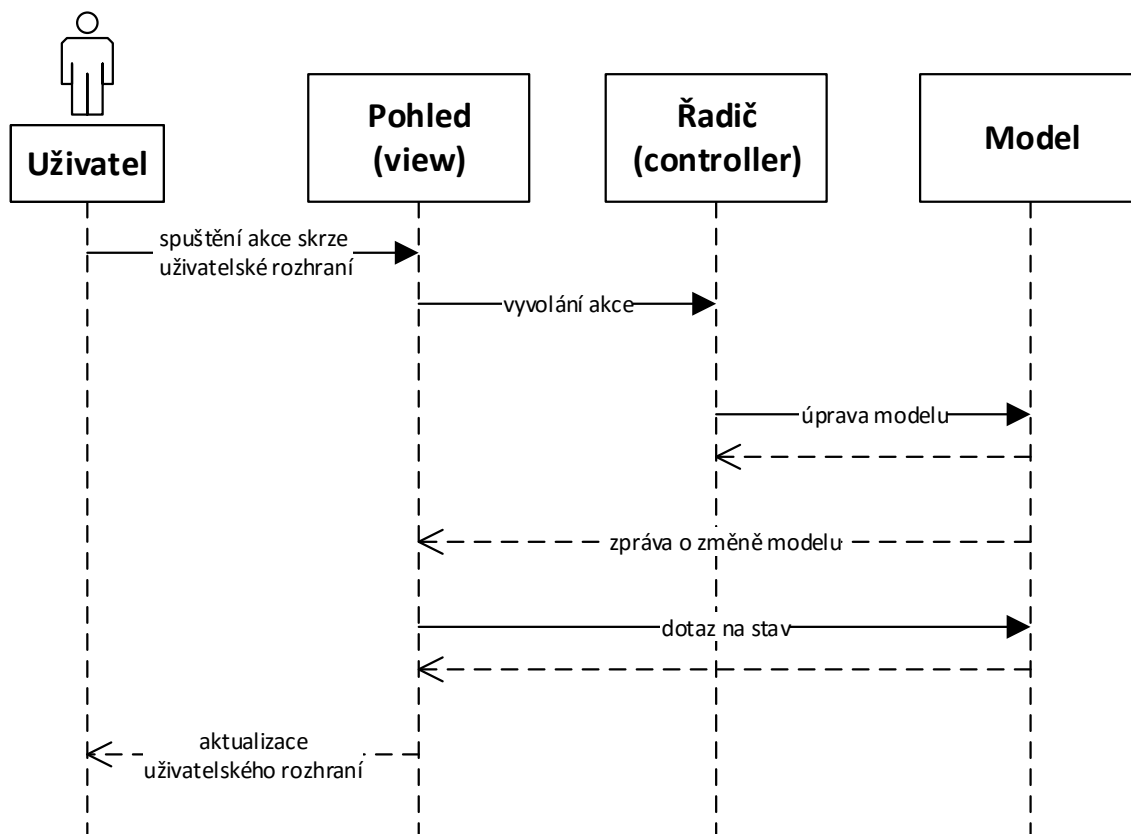 Uživatel
Pohled
(view)
Řadič
(controller)
Model
spuštění akce skrze
uživatelské rozhraní
vyvolání akce
úprava modelu
zpráva o změně modelu
dotaz na stav
aktualizace
uživatelského rozhraní